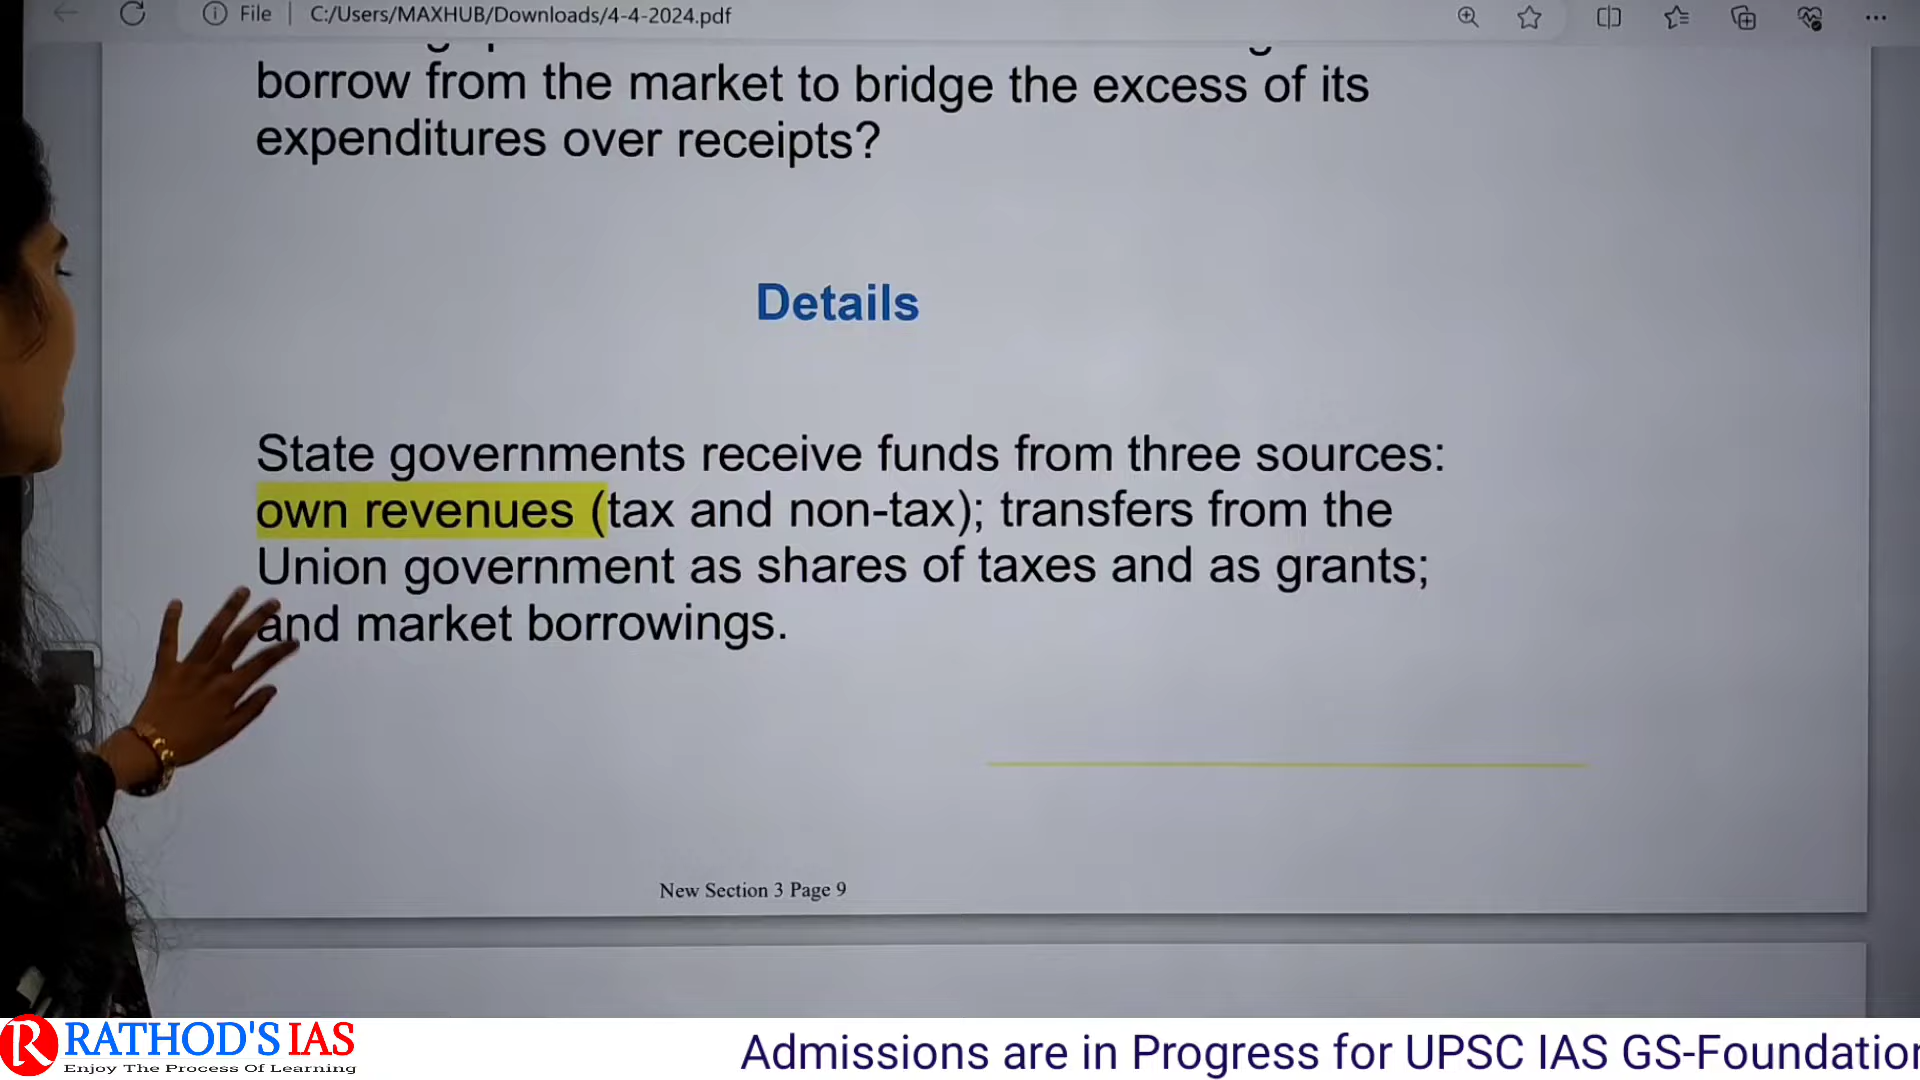 File
C:/Users/MAXHUB/Downloads/4-4-2024.pdf
borrow from the market to bridge the excess of its
expenditures over receipts?
Details
State governments receive funds from three sources:
own revenues (tax and non-tax); transfers from the
Union government as shares of taxes and as grants;
and market borrowings.
New Section 3 Page 9
R RATHOD'S IAS
Enjoy The Process Of Learning
Admissions are in Progress for UPSC IAS GS-Foundation